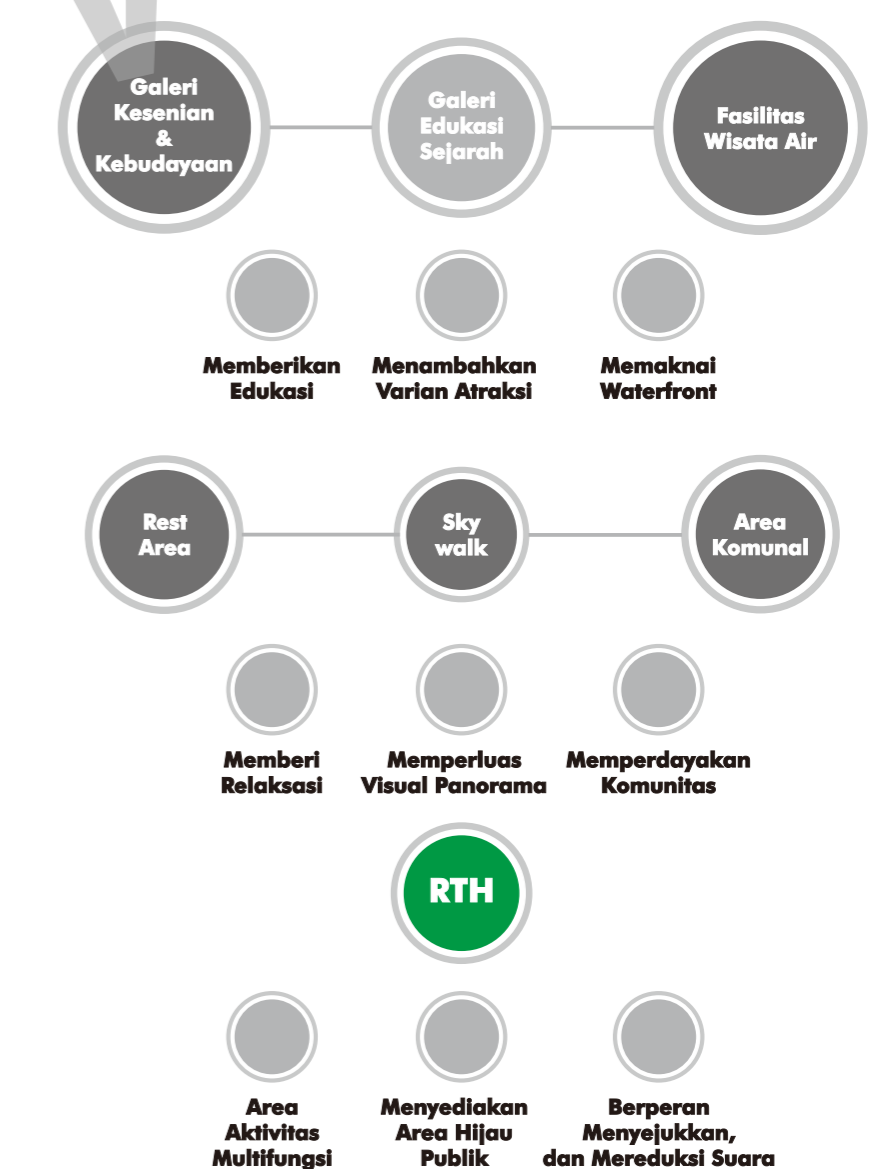 Galeri
Kesenian
&
Kebudayaan
Galeri
Edukasi
Sejarah
Fasilitas
Wisata Air
Memberikan
Edukasi
Menambahkan
Varian Atraksi
Memaknai
Waterfront
Rest
Area
Sky
walk
Area
Komunal
Memberi
Relaksasi
Memperluas
Visual Panorama
Memperdayakan
Komunitas
RTH
Area
Aktivitas
Multifungsi
Menyediakan
Area Hijau
Publik
Berperan
Menyejukkan,
dan Mereduksi Suara